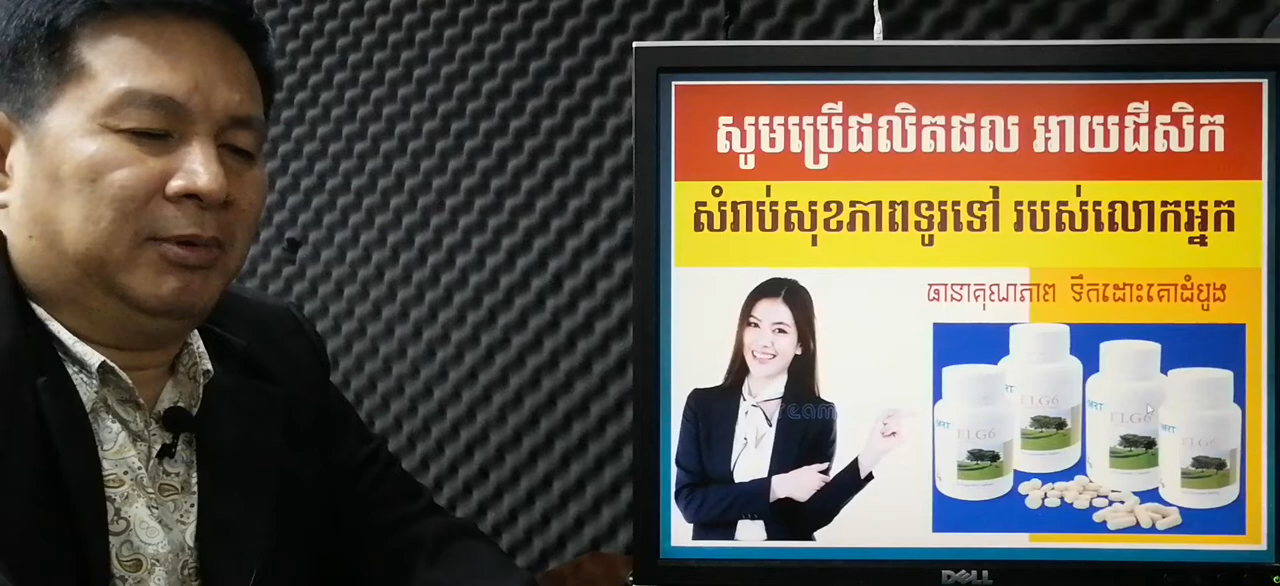 សូមប្រើផលិតផល អាយជីសិក
សំរាប់សុខភាពទូរទៅ របស់លោកអ្នក
ធានាគុណភាព ទឹកដោះគោដំបូង
ream
ELG6
ELG6
ELG6
ELG6
DELL